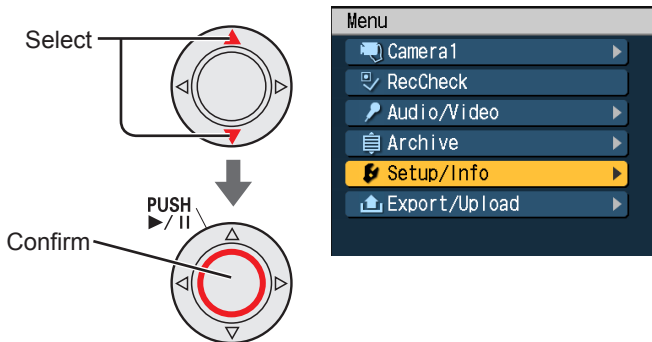 Select
PUSH
▶/II
Confirm
Menu
Camera1
RecCheck
Audio/Video
Archive
Setup/Info
Export/Upload